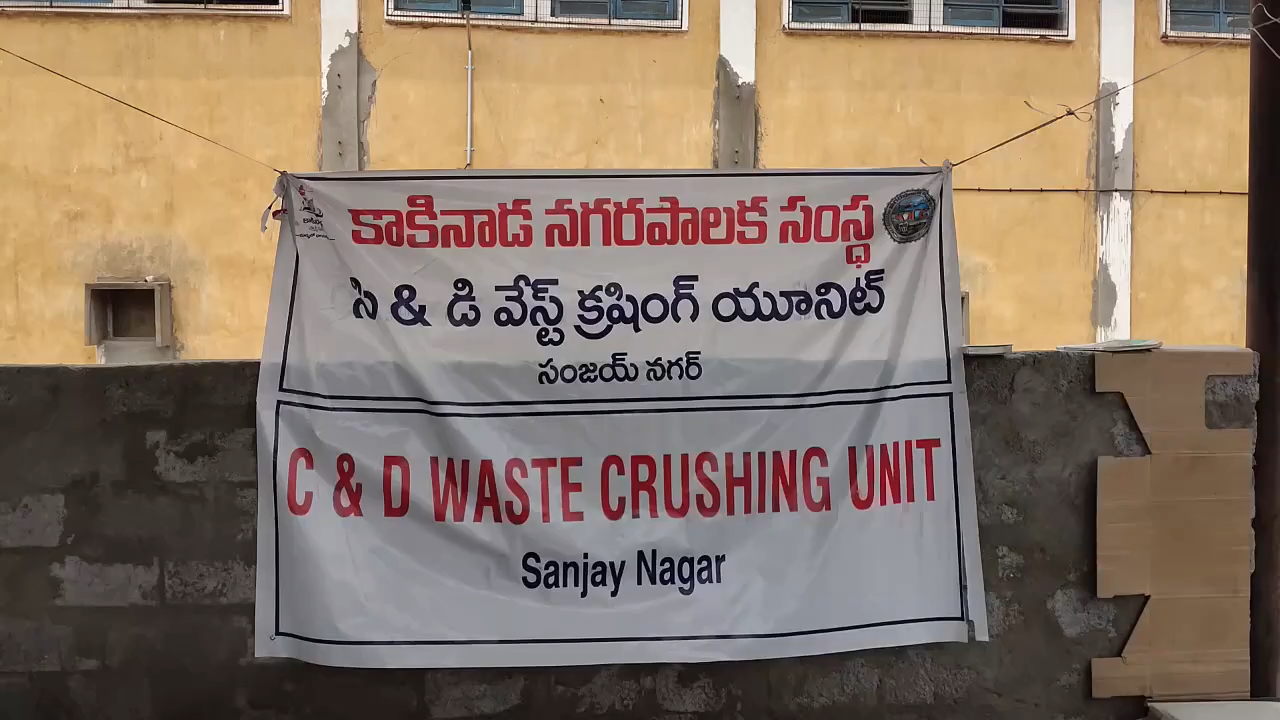 కాకినాడ నగరపాలక సంస్థ
సి & డి వేస్ట్ క్రషింగ్ యూనిట్
సంజయ్ నగర్
C & D WASTE CRUSHING UNIT
Sanjay Nagar